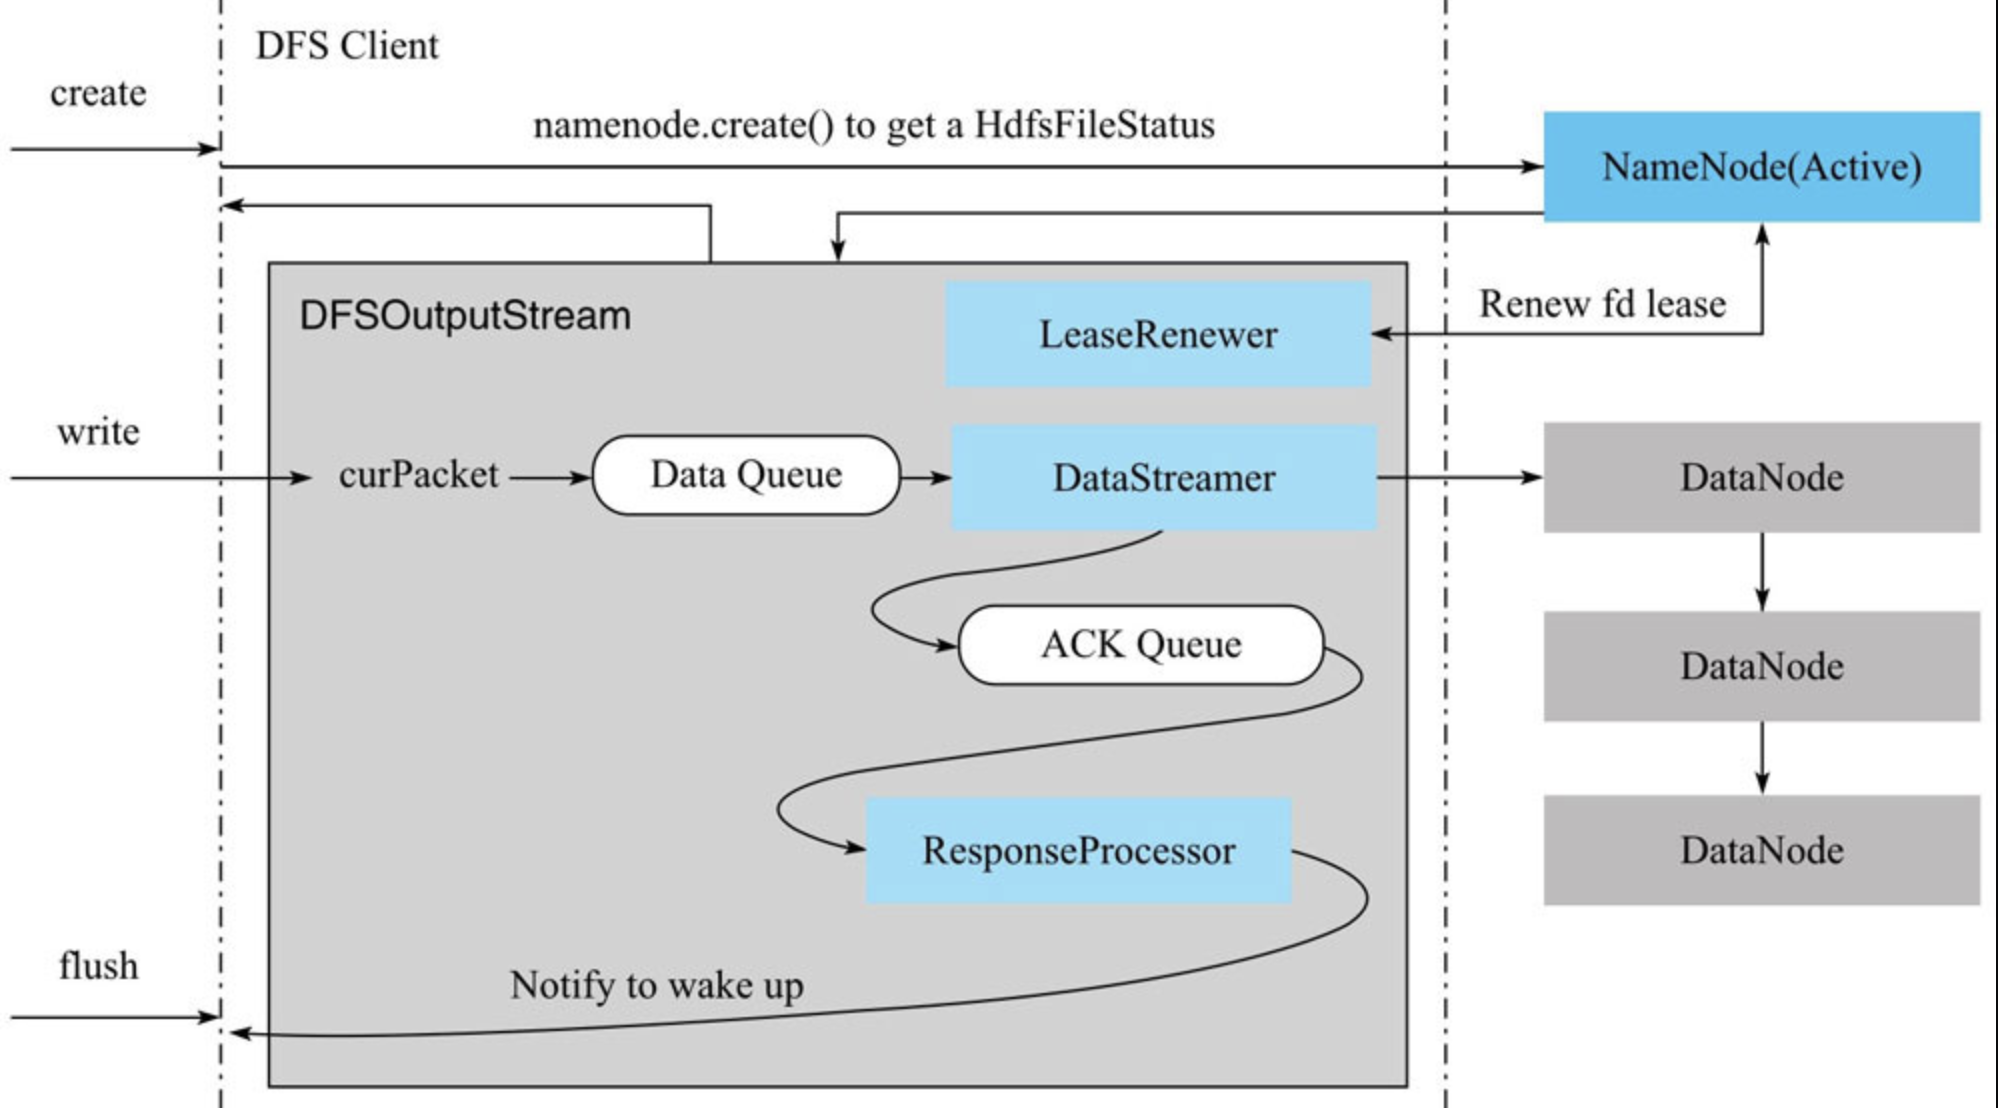 DFS Client
create
namenode.create() to get a HdfsFileStatus
NameNode(Active)
DFSOutputStream
LeaseRenewer
Renew fd lease
write
curPacket
Data Queue
DataStreamer
DataNode
ACK Queue
DataNode
ResponseProcessor
DataNode
flush
Notify to wake up